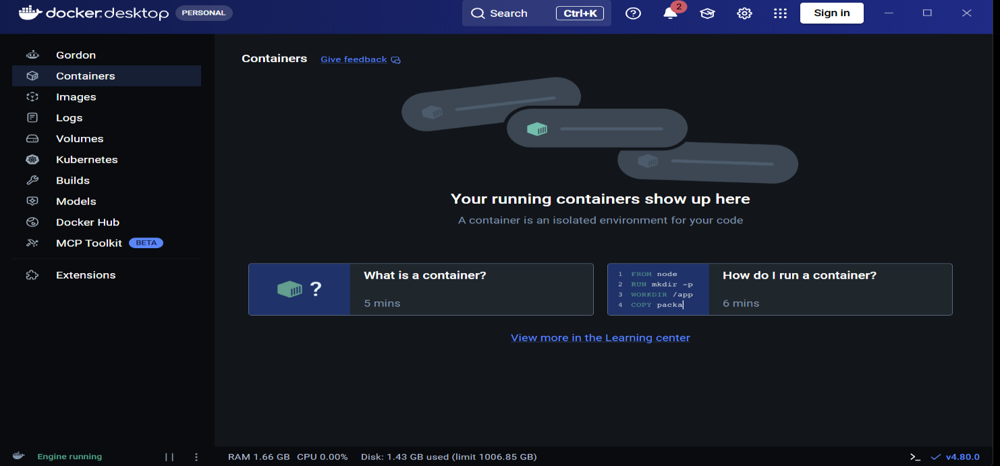 docker.desktop PERSONAL
Search Ctrl+K
2
Sign in
Gordon
Containers
Images
Logs
Volumes
Kubernetes
Builds
Models
Docker Hub
MCP Toolkit BETA
Extensions
Containers Give feedback
Your running containers show up here
A container is an isolated environment for your code
?
What is a container?
5 mins
1 FROM node
2 RUN mkdir -p
3 WORKDIR /app
4 COPY packa
How do I run a container?
6 mins
View more in the Learning center
Engine running
RAM 1.66 GB CPU 0.00% Disk: 1.43 GB used (limit 1006.85 GB)
v4.80.0